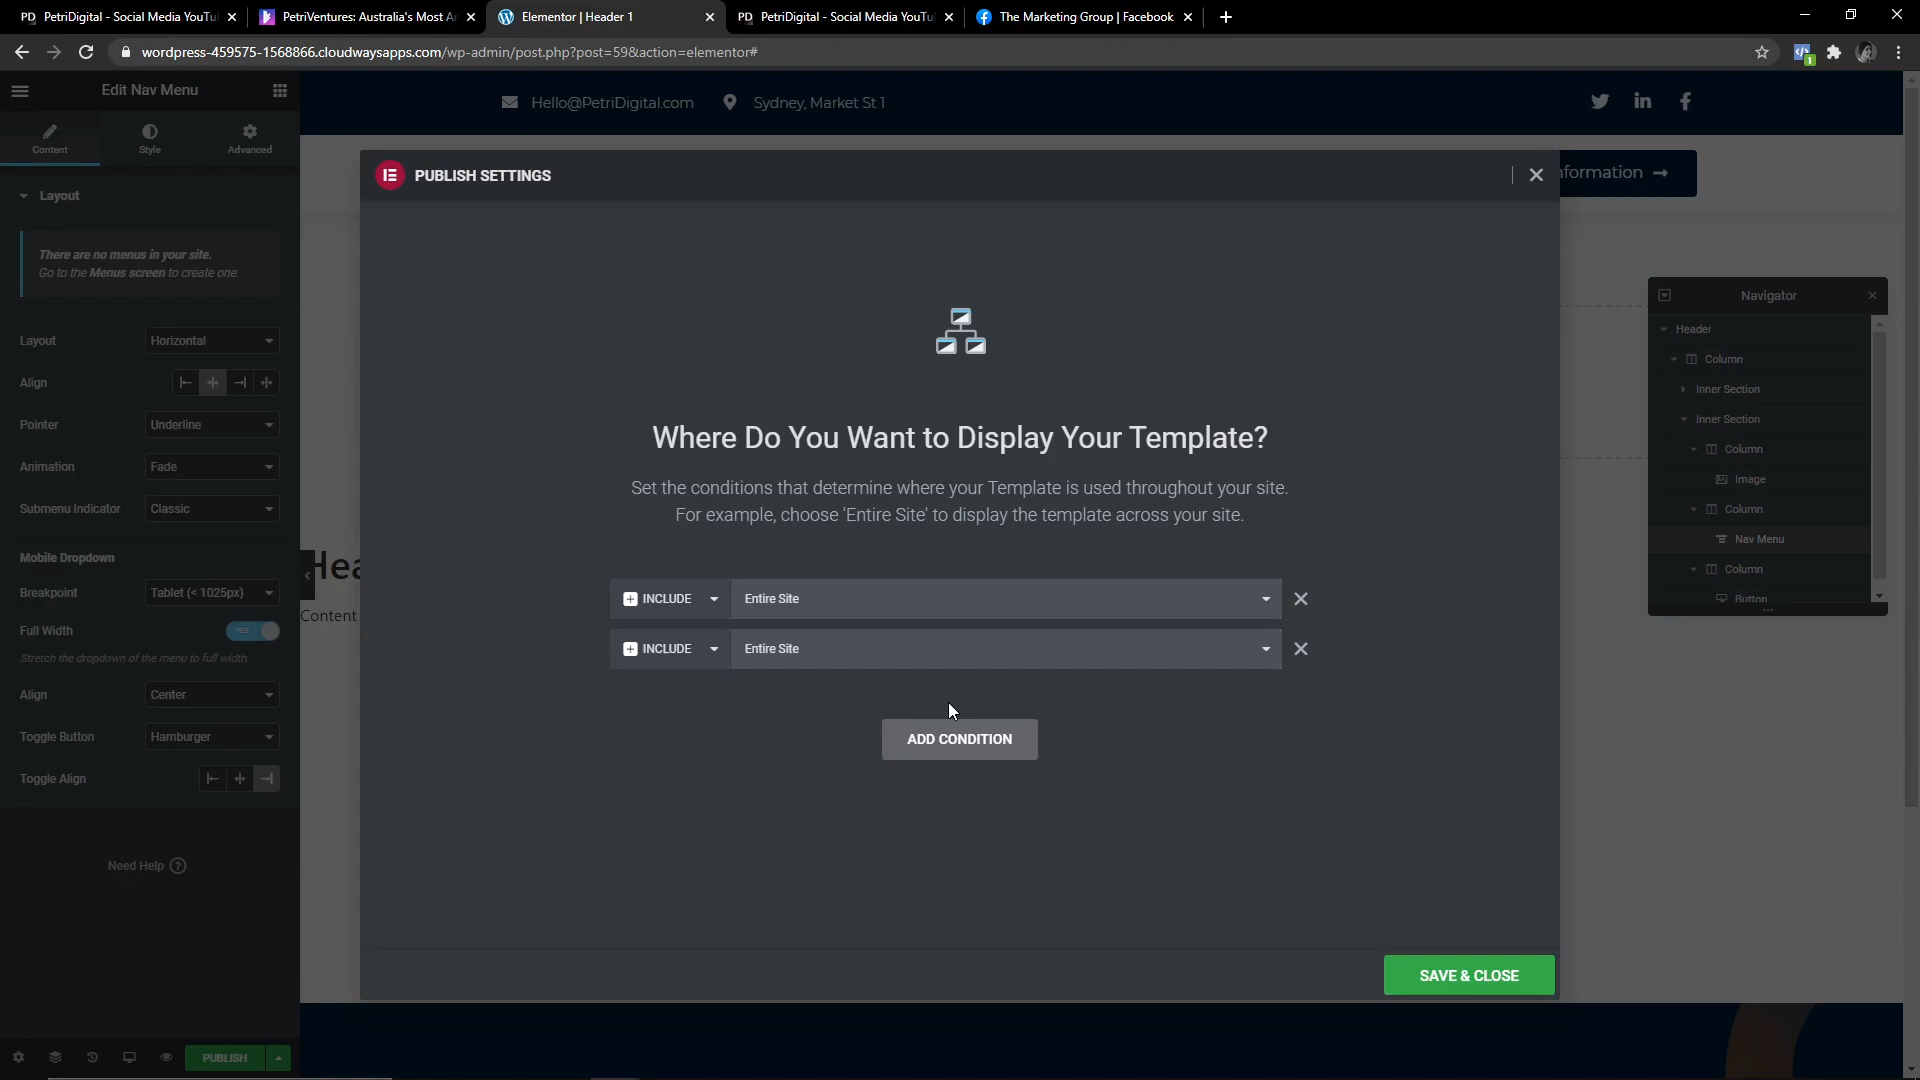 PD PetriDigital - Social Media YouTu
PetriVentures: Australia's Most A
Elementor | Header 1
PD PetriDigital - Social Media YouTu
The Marketing Group | Facebook
wordpress-459575-1568866.cloudwaysapps.com/wp-admin/post.php?post=59&action=elementor#
1
Edit Nav Menu
Hello@PetriDigital.com
Sydney, Market St 1
Content
Style
Advanced
PUBLISH SETTINGS
nformation
Layout
There are no menus in your site.
Go to the Menus screen to create one.
Navigator
Header
Layout
Horizontal
Column
Align
Inner Section
Pointer
Underline
Inner Section
Where Do You Want to Display Your Template?
Column
Animation
Fade
Image
Set the conditions that determine where your Template is used throughout your site.
For example, choose 'Entire Site' to display the template across your site.
Submenu Indicator
Classic
Column
Nav Menu
Mobile Dropdown
Hea
Column
Breakpoint
Tablet (< 1025px)
INCLUDE
Entire Site
Button
Content
Full Width
YES
INCLUDE
Entire Site
Stretch the dropdown of the menu to full width.
Align
Center
Toggle Button
Hamburger
ADD CONDITION
Toggle Align
Need Help
SAVE & CLOSE
PUBLISH